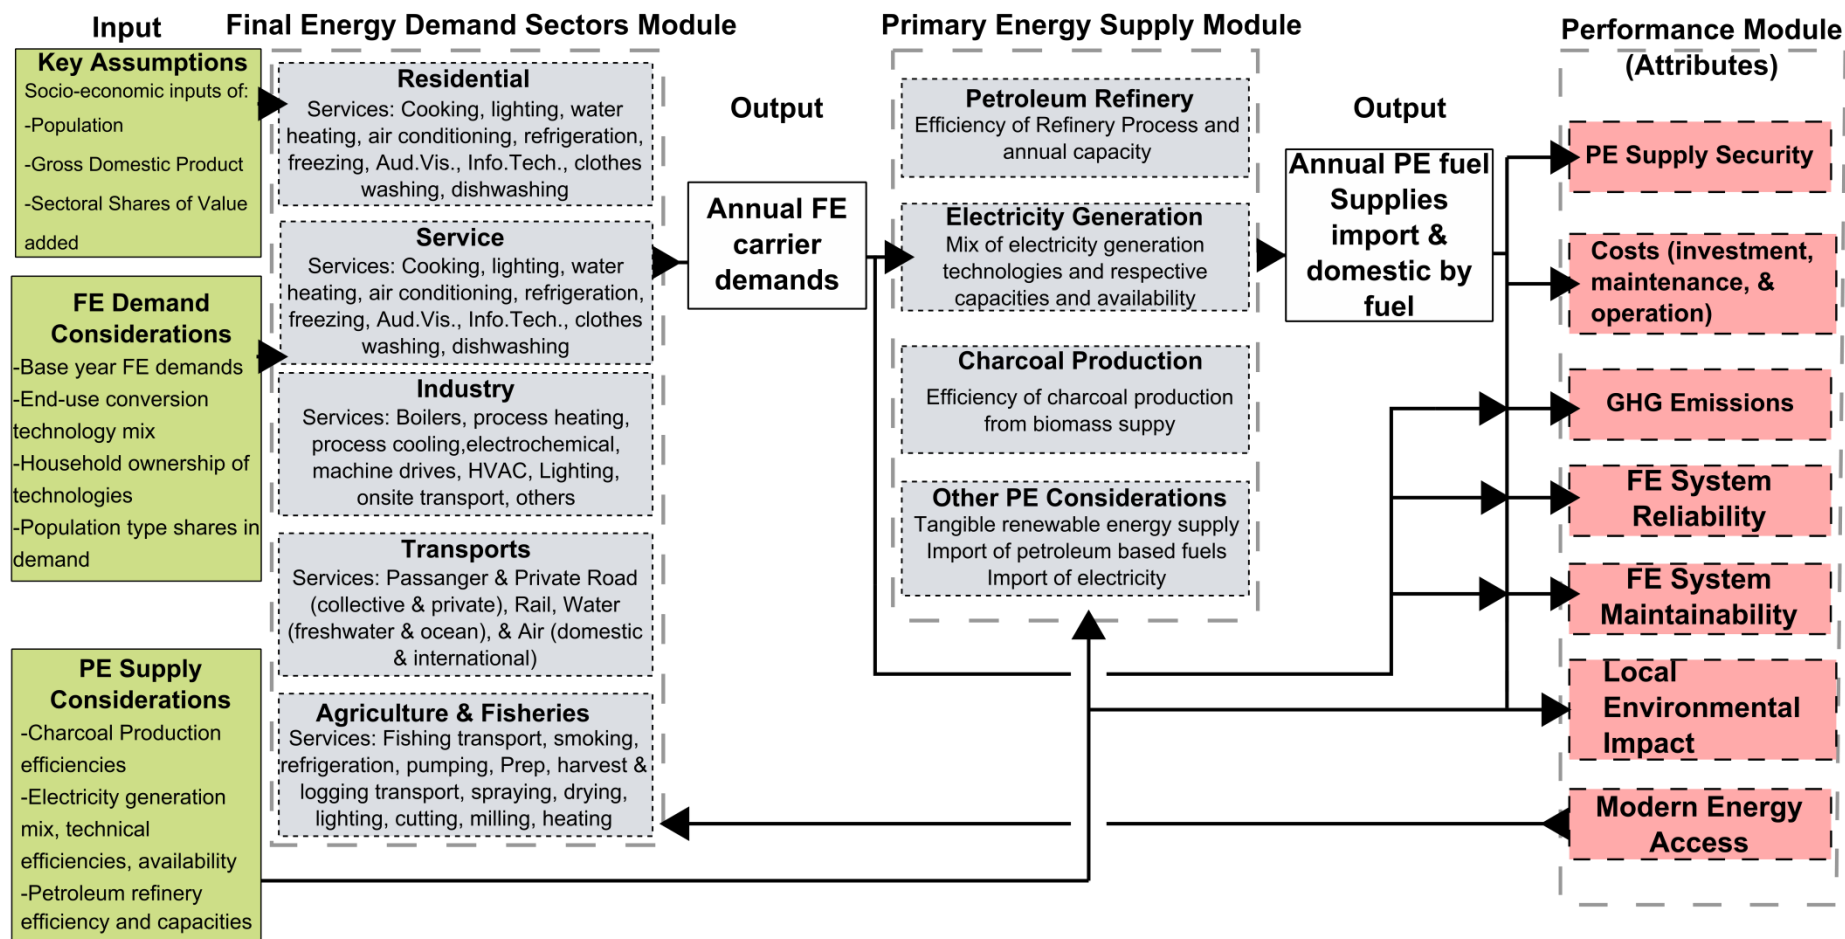 Input
Key Assumptions
Socio-economic inputs of:
-Population
-Gross Domestic Product
-Sectoral Shares of Value
added
FE Demand
Considerations
-Base year FE demands
-End-use conversion
technology mix
-Household ownership of
technologies
-Population type shares in
demand
PE Supply
Considerations
-Charcoal Production
efficiencies
-Electricity generation
mix, technical
efficiencies, availability
-Petroleum refinery
efficiency and capacities
Final Energy Demand Sectors Module
Residential
Services: Cooking, lighting, water
heating, air conditioning, refrigeration,
freezing, Aud.Vis., Info.Tech., clothes
washing, dishwashing
Service
Services: Cooking, lighting, water
heating, air conditioning, refrigeration,
freezing, Aud.Vis., Info.Tech., clothes
washing, dishwashing
Industry
Services: Boilers, process heating,
process cooling,electrochemical,
machine drives, HVAC, Lighting,
onsite transport, others
Transports
Services: Passanger & Private Road
(collective & private), Rail, Water
(freshwater & ocean), & Air (domestic
& international)
Agriculture & Fisheries
Services: Fishing transport, smoking,
refrigeration, pumping, Prep, harvest &
logging transport, spraying, drying,
lighting, cutting, milling, heating
Output
Annual FE
carrier
demands
Primary Energy Supply Module
Petroleum Refinery
Efficiency of Refinery Process and
annual capacity
Electricity Generation
Mix of electricity generation
technologies and respective
capacities and availability
Charcoal Production
Efficiency of charcoal production
from biomass suppy
Other PE Considerations
Tangible renewable energy supply
Import of petroleum based fuels
Import of electricity
Output
Annual PE fuel
Supplies
import &
domestic by
fuel
Performance Module
(Attributes)
PE Supply Security
Costs (investment,
maintenance, &
operation)
GHG Emissions
FE System
Reliability
FE System
Maintainability
Local
Environmental
Impact
Modern Energy
Access